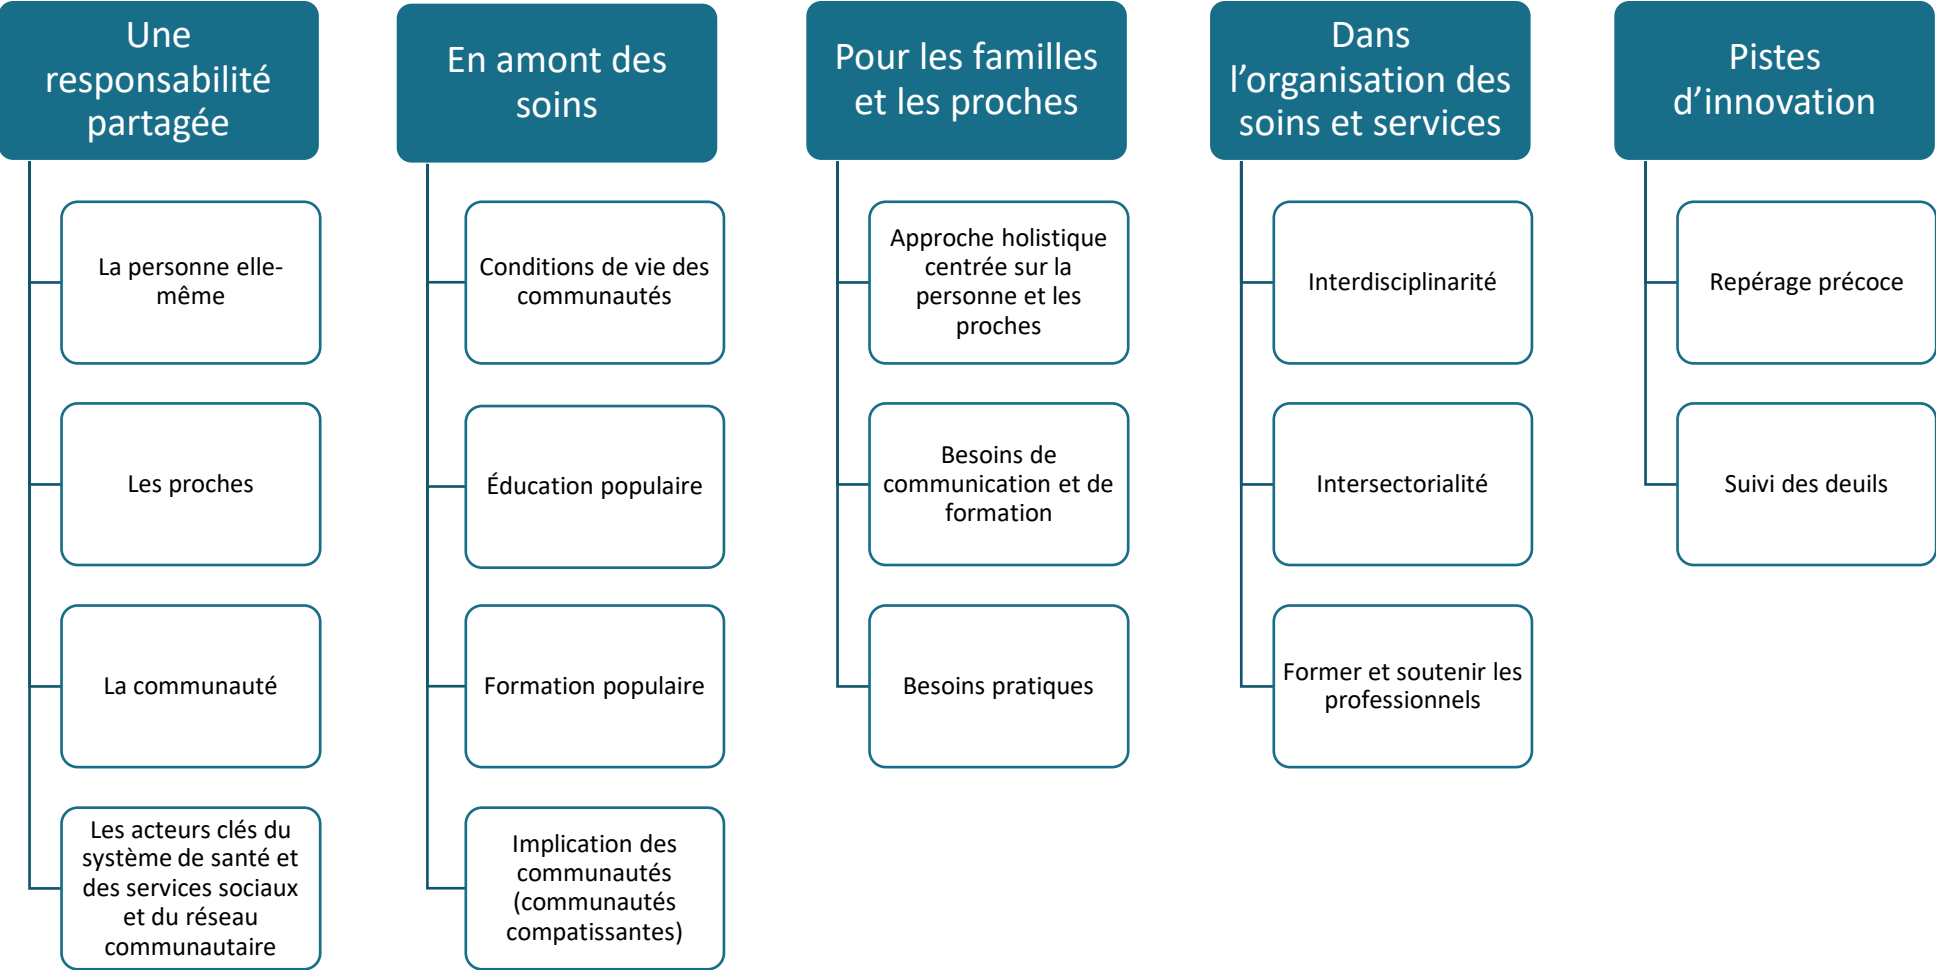 Une
responsabilité
partagée
La personne elle-
même
Les proches
La communauté
Les acteurs clés du
système de santé et
des services sociaux
et du réseau
communautaire
En amont des
soins
Conditions de vie des
communautés
Éducation populaire
Formation populaire
Implication des
communautés
(communautés
compatissantes)
Pour les familles
et les proches
Approche holistique
centrée sur la
personne et les
proches
Besoins de
communication et de
formation
Besoins pratiques
Dans
l’organisation des
soins et services
Interdisciplinarité
Intersectorialité
Former et soutenir les
professionnels
Pistes
d’innovation
Repérage précoce
Suivi des deuils